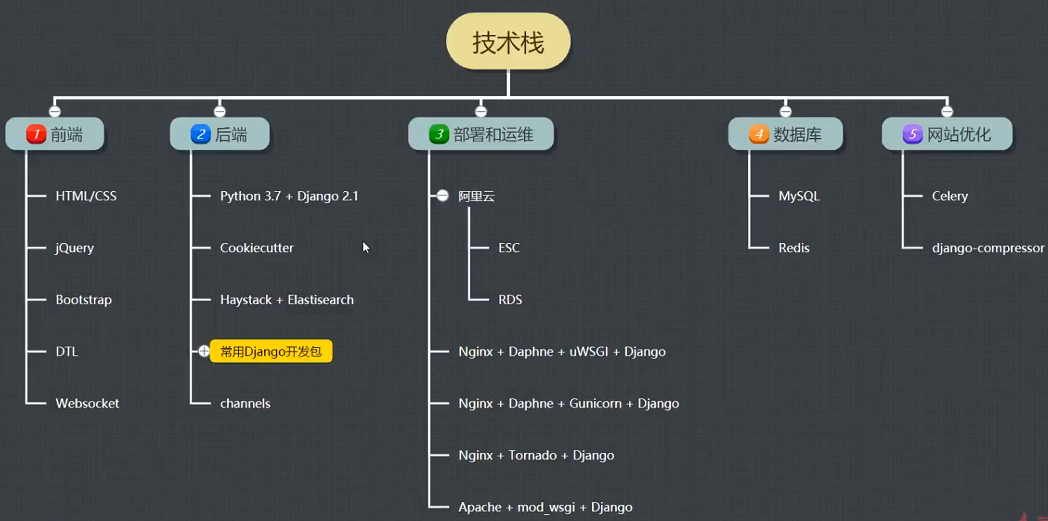 技术栈
1 前端
HTML/CSS
jQuery
Bootstrap
DTL
Websocket
2 后端
Python 3.7 + Django 2.1
Cookiecutter
Haystack + Elastisearch
常用Django开发包
channels
3 部署和运维
阿里云
ESC
RDS
Nginx + Daphne + uWSGI + Django
Nginx + Daphne + Gunicorn + Django
Nginx + Tornado + Django
Apache + mod_wsgi + Django
4 数据库
MySQL
Redis
5 网站优化
Celery
django-compressor